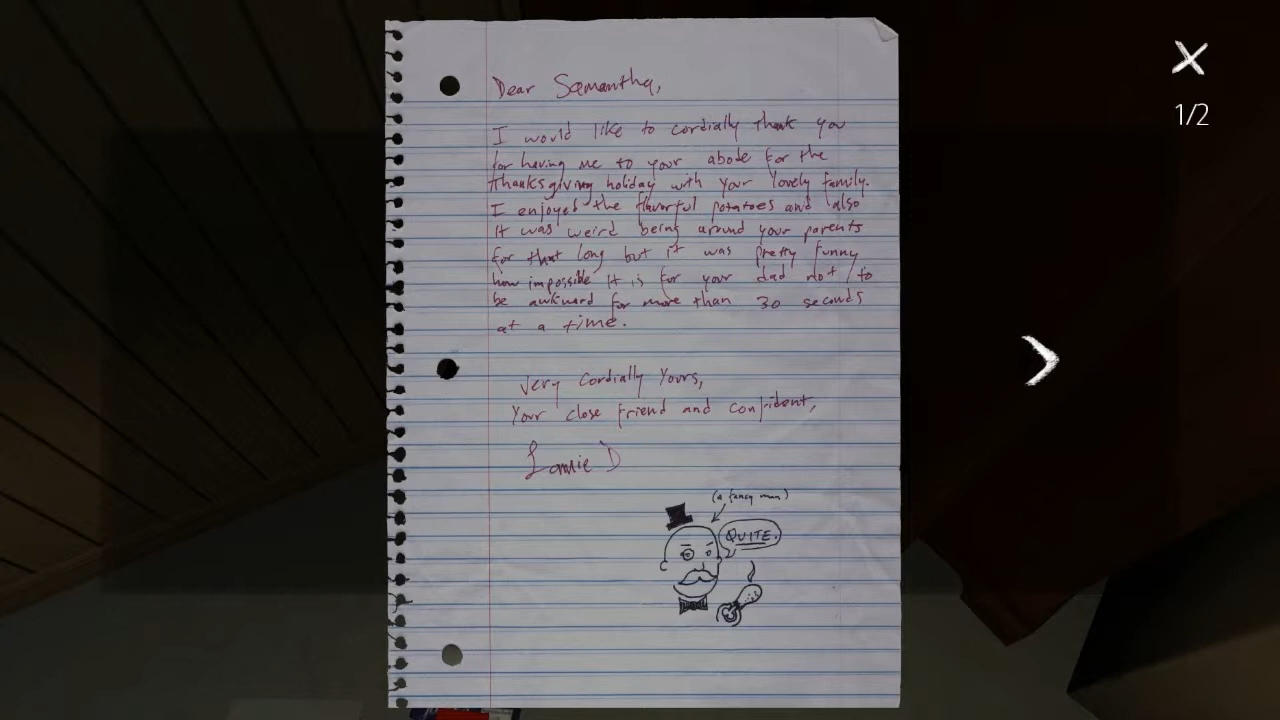 1/2
Dear Samantha,
I would like to cordially thank you
for having me to your abode for the
thanksgiving holiday with your lovely family.
I enjoyed the flavorful potatoes and also
it was weird being around your parents
for that long but it was pretty funny
how impossible it is for your dad not to
be awkward for more than 30 seconds
at a time.
Very Cordially Yours,
Your close friend and confident,
Lonnie D
(a fancy man)
QUITE.